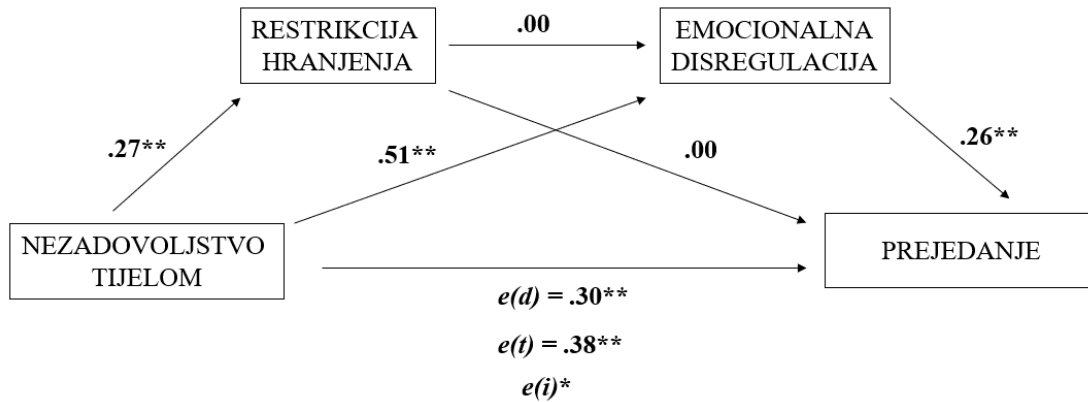 RESTRIKCIJA
HRANJENJA
.00
EMOCIONALNA
DISREGULACIJA
.27**
.51**
.00
.26**
NEZADOVOLJSTVO
TIJELOM
PREJEDANJE
e(d) = .30**
e(t) = .38**
e(i)*